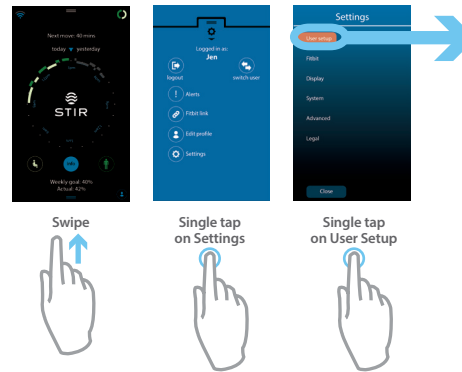 Next move: 40 mins
today ▼ yesterday
STIR
Info
Weekly goal: 40%
Actual: 42%
Swipe
Logged in as:
Jen
logout
switch user
Alerts
Fitbit link
Edit profile
Settings
Single tap
on Settings
Settings
User setup
Fitbit
Display
System
Advanced
Legal
Close
Single tap
on User Setup